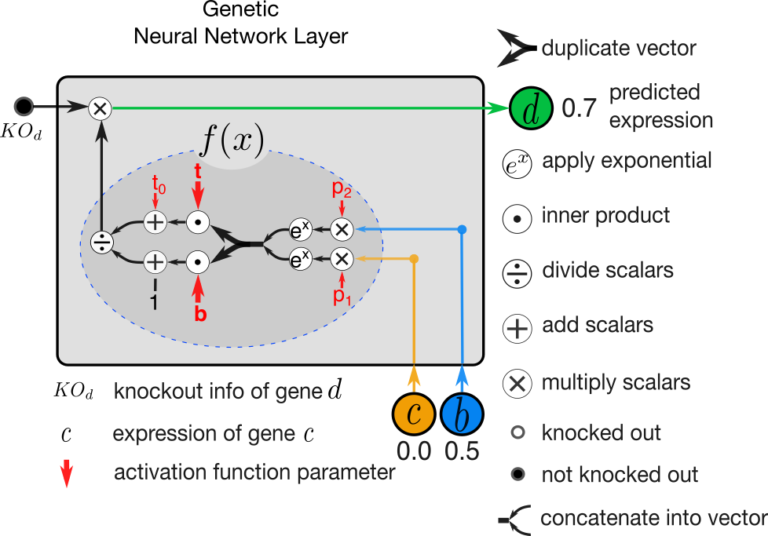 Genetic
Neural Network Layer
duplicate vector
KO_d
×
d 0.7 predicted
expression
f(x)
e^x apply exponential
t
t_0
p_2
+ • e^x ×
• inner product
÷
÷ divide scalars
+ • e^x ×
1
b
p_1
+ add scalars
× multiply scalars
KO_d knockout info of gene d
c b
c expression of gene c
0.0 0.5
knocked out
activation function parameter
not knocked out
concatenate into vector